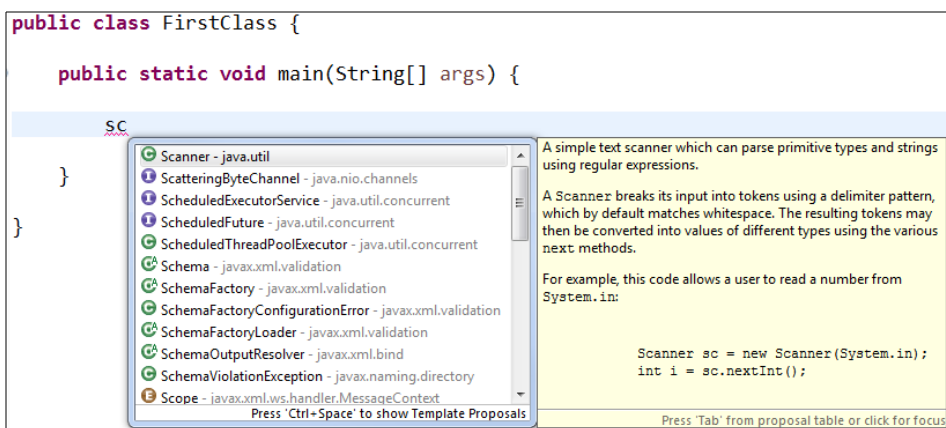 public class FirstClass {
public static void main(String[] args) {
sc
}
}
Scanner - java.util
ScatteringByteChannel - java.nio.channels
ScheduledExecutorService - java.util.concurrent
ScheduledFuture - java.util.concurrent
ScheduledThreadPoolExecutor - java.util.concurrent
Schema - javax.xml.validation
SchemaFactory - javax.xml.validation
SchemaFactoryConfigurationError - javax.xml.validation
SchemaFactoryLoader - javax.xml.validation
SchemaOutputResolver - javax.xml.bind
SchemaViolationException - javax.naming.directory
Scope - javax.xml.ws.handler.MessageContext
Press 'Ctrl+Space' to show Template Proposals
A simple text scanner which can parse primitive types and strings
using regular expressions.
A Scanner breaks its input into tokens using a delimiter pattern,
which by default matches whitespace. The resulting tokens may
then be converted into values of different types using the various
next methods.
For example, this code allows a user to read a number from
System.in:
Scanner sc = new Scanner(System.in);
int i = sc.nextInt();
Press 'Tab' from proposal table or click for focus